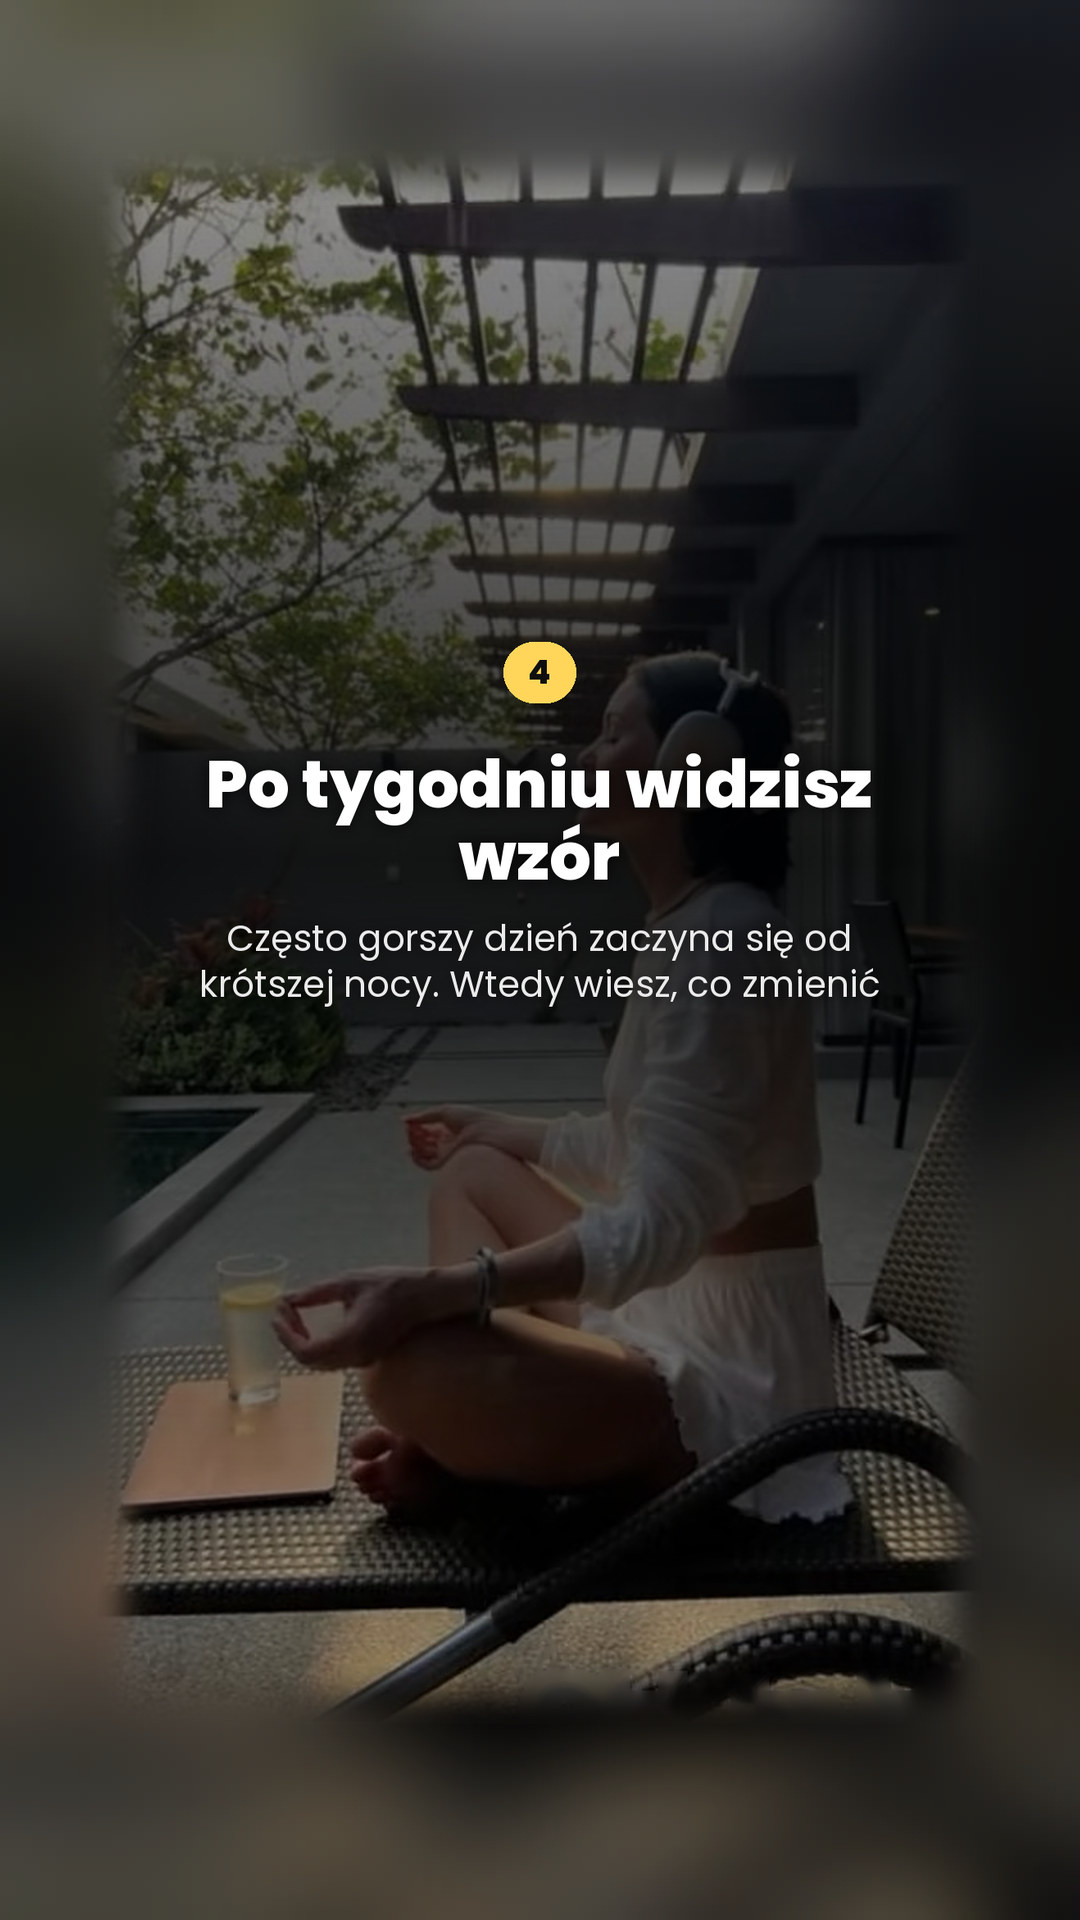 4
Po tygodniu widzisz
wzór
Często gorszy dzień zaczyna się od
krótszej nocy. Wtedy wiesz, co zmienić